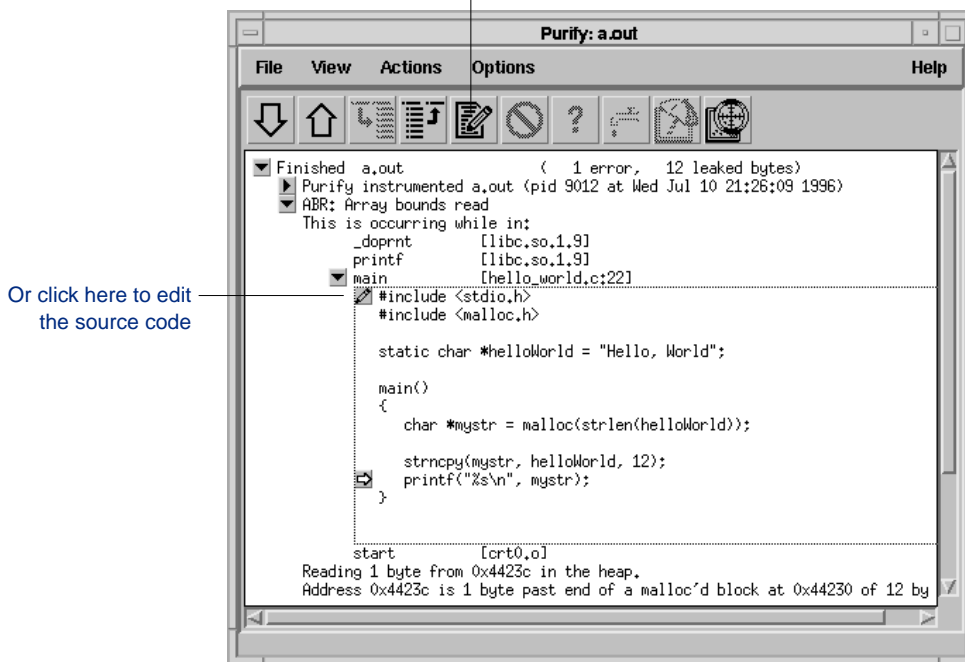 Purify: a.out
File View Actions Options Help
Finished a.out ( 1 error, 12 leaked bytes)
Purify instrumented a.out (pid 9012 at Wed Jul 10 21:26:09 1996)
ABR: Array bounds read
This is occurring while in:
_doprnt [libc.so.1.9]
printf [libc.so.1.9]
main [hello_world.c:22]
Or click here to edit
the source code
#include <stdio.h>
#include <malloc.h>
static char *helloWorld = "Hello, World";
main()
{
char *mystr = malloc(strlen(helloWorld));
strncpy(mystr, helloWorld, 12);
printf("%s\n", mystr);
}
start [crt0.o]
Reading 1 byte from 0x4423c in the heap.
Address 0x4423c is 1 byte past end of a malloc'd block at 0x44230 of 12 by